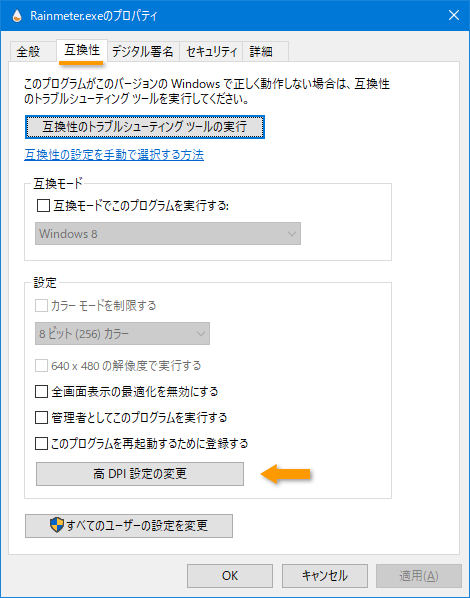 Rainmeter.exeのプロパティ
全般 互換性 デジタル署名 セキュリティ 詳細
このプログラムがこのバージョンの Windows で正しく動作しない場合は、互換性
のトラブルシューティング ツールを実行してください。
互換性のトラブルシューティング ツールの実行
互換性の設定を手動で選択する方法
互換モード
互換モードでこのプログラムを実行する:
Windows 8
設定
カラー モードを制限する
8 ビット (256) カラー
640 x 480 の解像度で実行する
全画面表示の最適化を無効にする
管理者としてこのプログラムを実行する
このプログラムを再起動するために登録する
高 DPI 設定の変更
すべてのユーザーの設定を変更
OK キャンセル 適用(A)